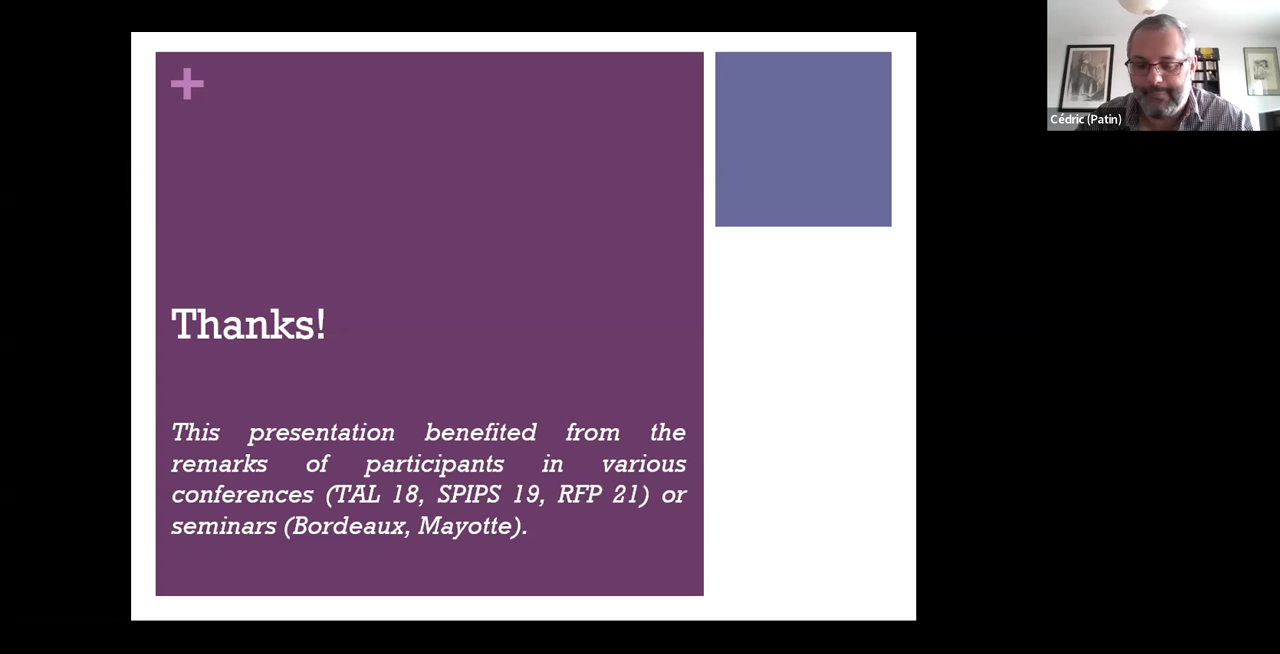 +
Thanks!
This presentation benefited from the
remarks of participants in various
conferences (TAL 18, SPIPS 19, RFP 21) or
seminars (Bordeaux, Mayotte).
Cédric (Patin)